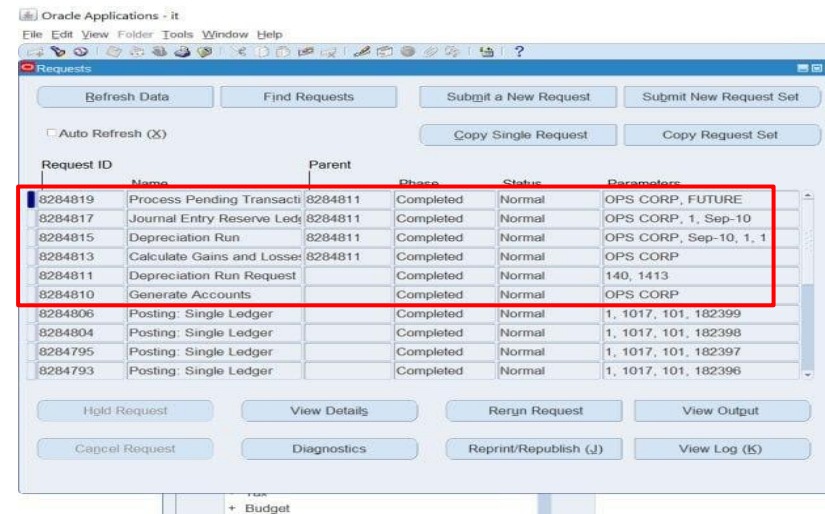 Oracle Applications - it
File Edit View Folder Tools Window Help
Requests
Refresh Data Find Requests Submit a New Request Submit New Request Set
Auto Refresh (X) Copy Single Request Copy Request Set
Request ID Parent
Name Phase Status Parameters
8284819 Process Pending Transacti 8284811 Completed Normal OPS CORP, FUTURE
8284817 Journal Entry Reserve Led 8284811 Completed Normal OPS CORP, 1, Sep-10
8284815 Depreciation Run 8284811 Completed Normal OPS CORP, Sep-10, 1, 1
8284813 Calculate Gains and Losse 8284811 Completed Normal OPS CORP
8284811 Depreciation Run Request Completed Normal 140, 1413
8284810 Generate Accounts Completed Normal OPS CORP
8284806 Posting: Single Ledger Completed Normal 1, 1017, 101, 182399
8284804 Posting: Single Ledger Completed Normal 1, 1017, 101, 182398
8284795 Posting: Single Ledger Completed Normal 1, 1017, 101, 182397
8284793 Posting: Single Ledger Completed Normal 1, 1017, 101, 182396
Hold Request View Details Rerun Request View Output
Cancel Request Diagnostics Reprint/Republish (J) View Log (K)
+ Budget